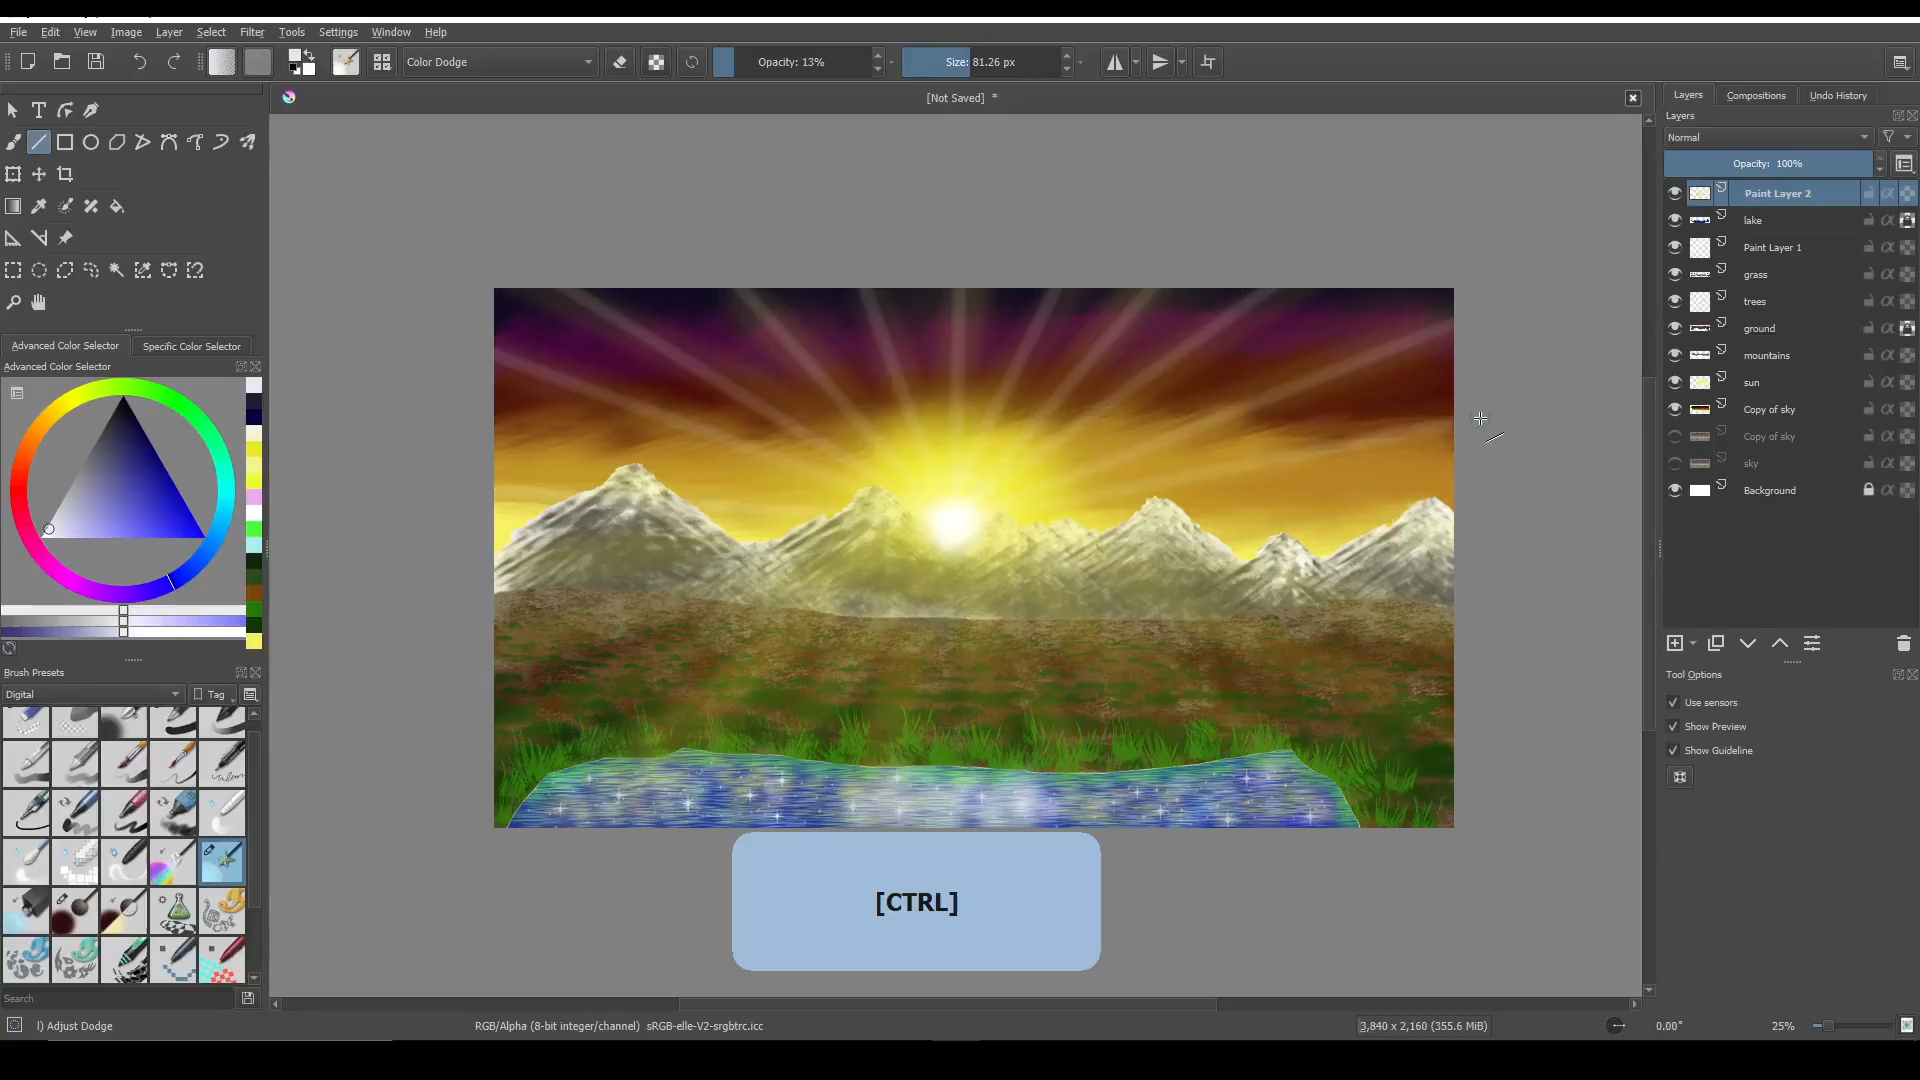 File Edit View Image Layer Select Filter Tools Settings Window Help
Color Dodge Opacity: 13% Size: 81.26 px
[Not Saved] *
Layers Compositions Undo History
Layers
Normal
Opacity: 100%
Paint Layer 2
lake
Paint Layer 1
grass
trees
ground
mountains
sun
Copy of sky
Copy of sky
sky
Background
Tool Options
Use sensors
Show Preview
Show Guideline
Advanced Color Selector Specific Color Selector
Advanced Color Selector
Brush Presets
Digital Tag
Search
[CTRL]
l) Adjust Dodge RGB/Alpha (8-bit integer/channel) sRGB-elle-V2-srgbtrc.icc 3,840 x 2,160 (355.6 MiB) 0.00° 25%